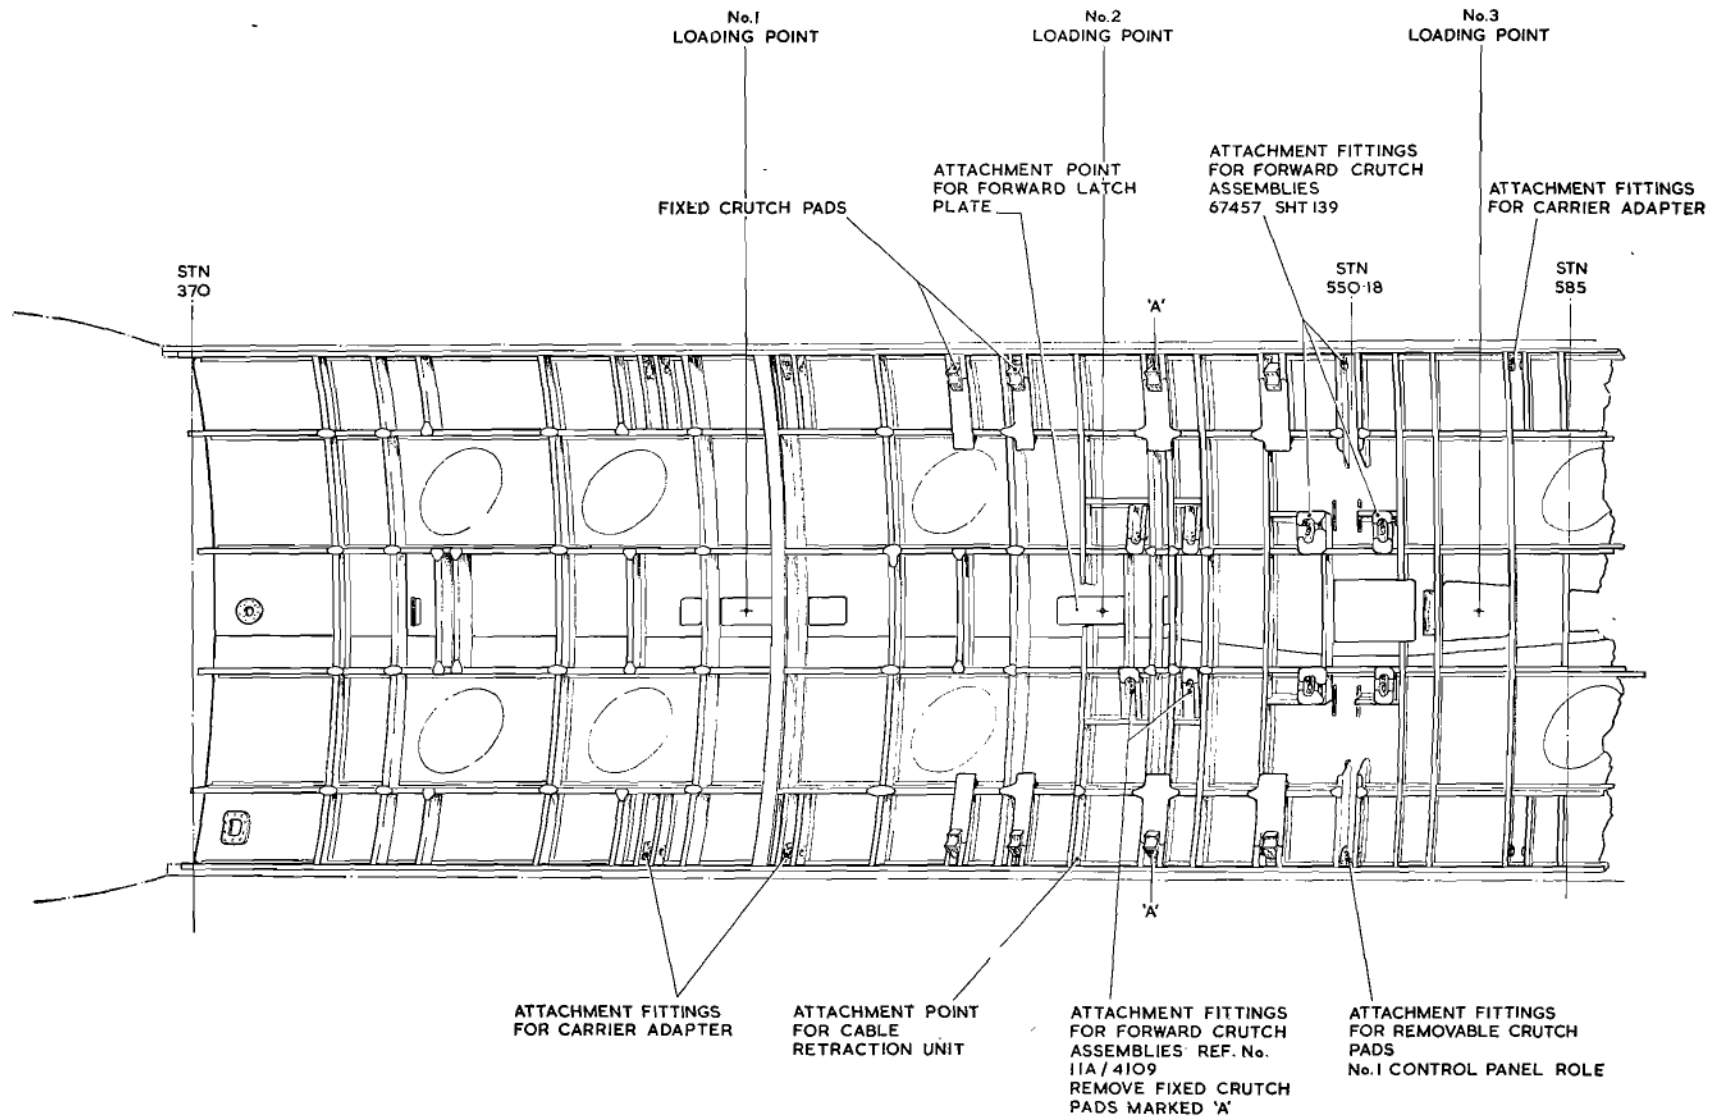 No.1
LOADING POINT
No.2
LOADING POINT
No.3
LOADING POINT
ATTACHMENT FITTINGS
FOR FORWARD CRUTCH
ASSEMBLIES
67457 SHT 139
ATTACHMENT POINT
FOR FORWARD LATCH
PLATE
ATTACHMENT FITTINGS
FOR CARRIER ADAPTER
FIXED CRUTCH PADS
STN
370
STN
550·18
STN
585
'A'
'A'
ATTACHMENT FITTINGS
FOR CARRIER ADAPTER
ATTACHMENT POINT
FOR CABLE
RETRACTION UNIT
ATTACHMENT FITTINGS
FOR FORWARD CRUTCH
ASSEMBLIES REF. No.
11A/4109
REMOVE FIXED CRUTCH
PADS MARKED 'A'
ATTACHMENT FITTINGS
FOR REMOVABLE CRUTCH
PADS
No.1 CONTROL PANEL ROLE